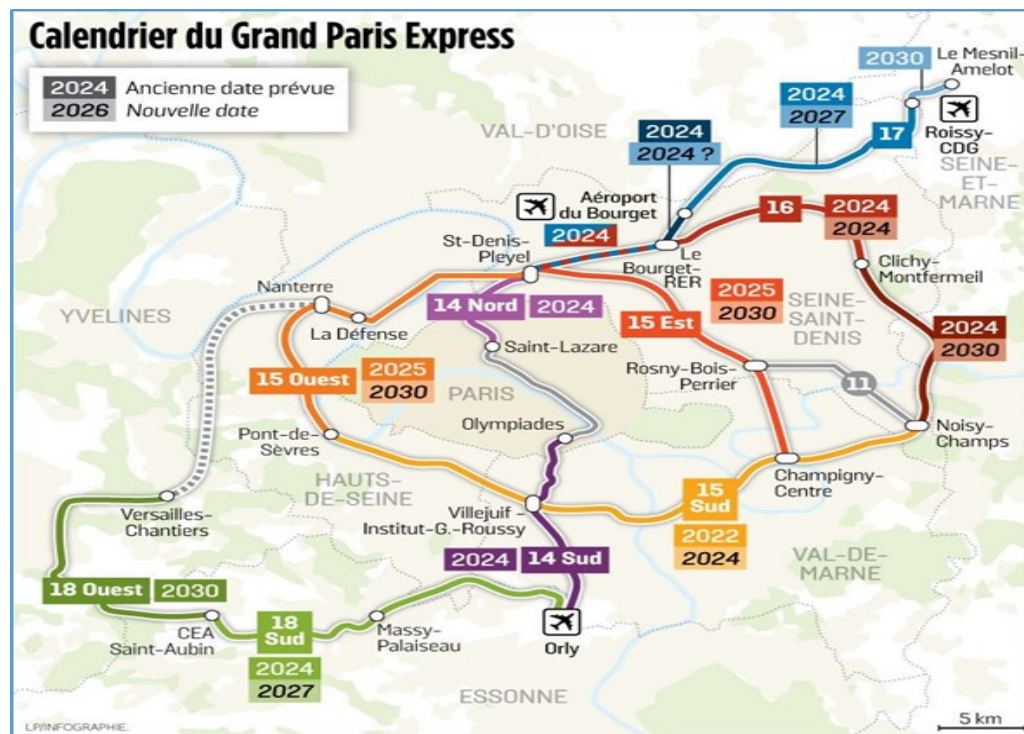 Calendrier du Grand Paris Express
2024 Ancienne date prévue
2026 Nouvelle date
2030
Le Mesnil-
Amelot
2024
2027
17
Roissy-
CDG
VAL-D'OISE
SEINE-
ET-
MARNE
2024
2024 ?
Aéroport
du Bourget
2024
16
2024
2024
St-Denis-
Pleyel
Le
Bourget-
RER
Clichy-
Montfermeil
Nanterre
14 Nord 2024
2025
2030
SEINE-
SAINT-
DENIS
YVELINES
La Défense
15 Est
2024
2030
Saint-Lazare
Rosny-Bois-
Perrier
15 Ouest
2025
2030
PARIS
11
Olympiades
Noisy-
Champs
Pont-de-
Sèvres
Champigny-
Centre
HAUTS-
DE-SEINE
Villejuif -
Institut-G.-Roussy
15
Sud
2022
2024
Versailles-
Chantiers
VAL-DE-
MARNE
2024 14 Sud
18 Ouest 2030
CEA
Saint-Aubin
18
Sud
2024
2027
Massy-
Palaiseau
Orly
ESSONNE
LP/INFOGRAPHIE.
5 km